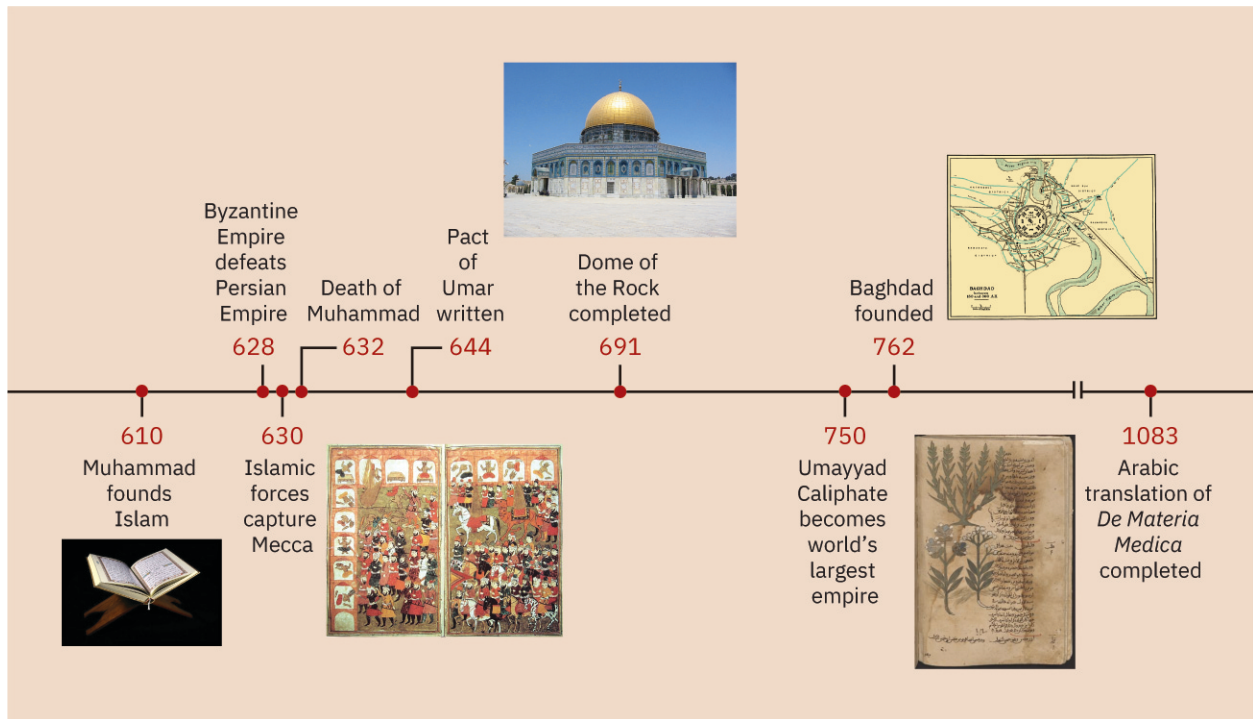 Byzantine
Empire
defeats
Persian
Empire
628
Death of
Muhammad
632
Pact
of
Umar
written
644
Dome of
the Rock
completed
691
Baghdad
founded
762
BAGHDAD
610
Muhammad
founds
Islam
630
Islamic
forces
capture
Mecca
750
Umayyad
Caliphate
becomes
world’s
largest
empire
1083
Arabic
translation of
De Materia
Medica
completed